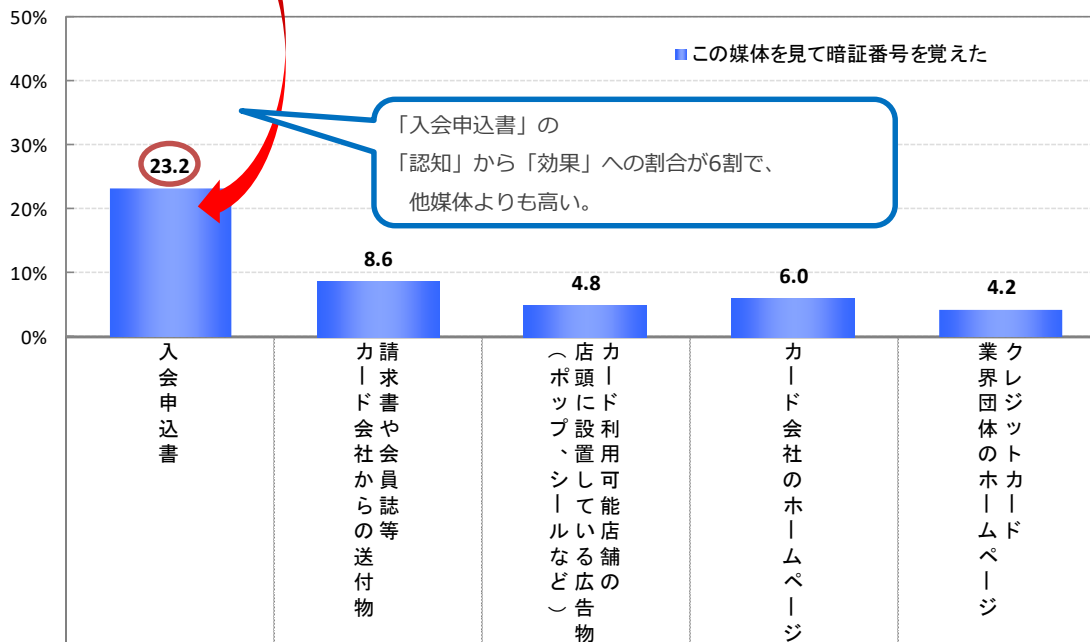 50%
40%
30%
20%
10%
0%
この媒体を見て暗証番号を覚えた
「入会申込書」の
「認知」から「効果」への割合が6割で、
他媒体よりも高い。
23.2
8.6
4.8
6.0
4.2
入会申込書
請求書や会員誌等
カード会社からの送付物
カード利用可能店舗の
店頭に設置している広告物
（ポップ、シールなど）
カード会社のホームページ
クレジットカード
業界団体のホームページ